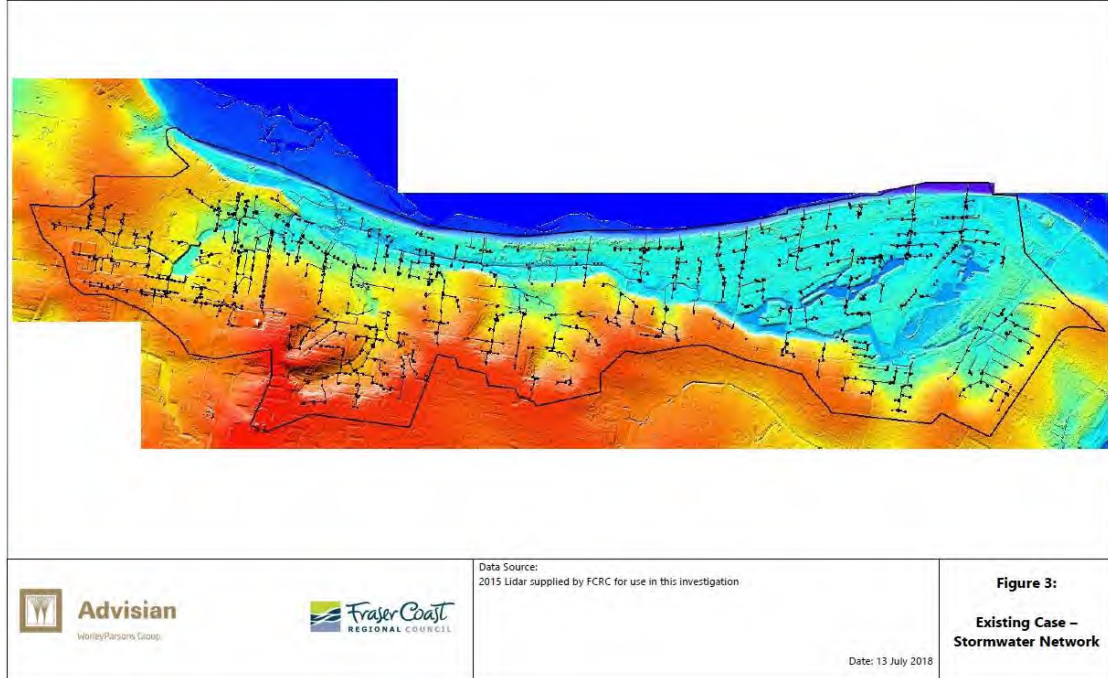 Advisian
WorleyParsons Group
Fraser Coast
REGIONAL COUNCIL
Data Source:
2015 Lidar supplied by FCRC for use in this investigation
Date: 13 July 2018
Figure 3:
Existing Case –
Stormwater Network